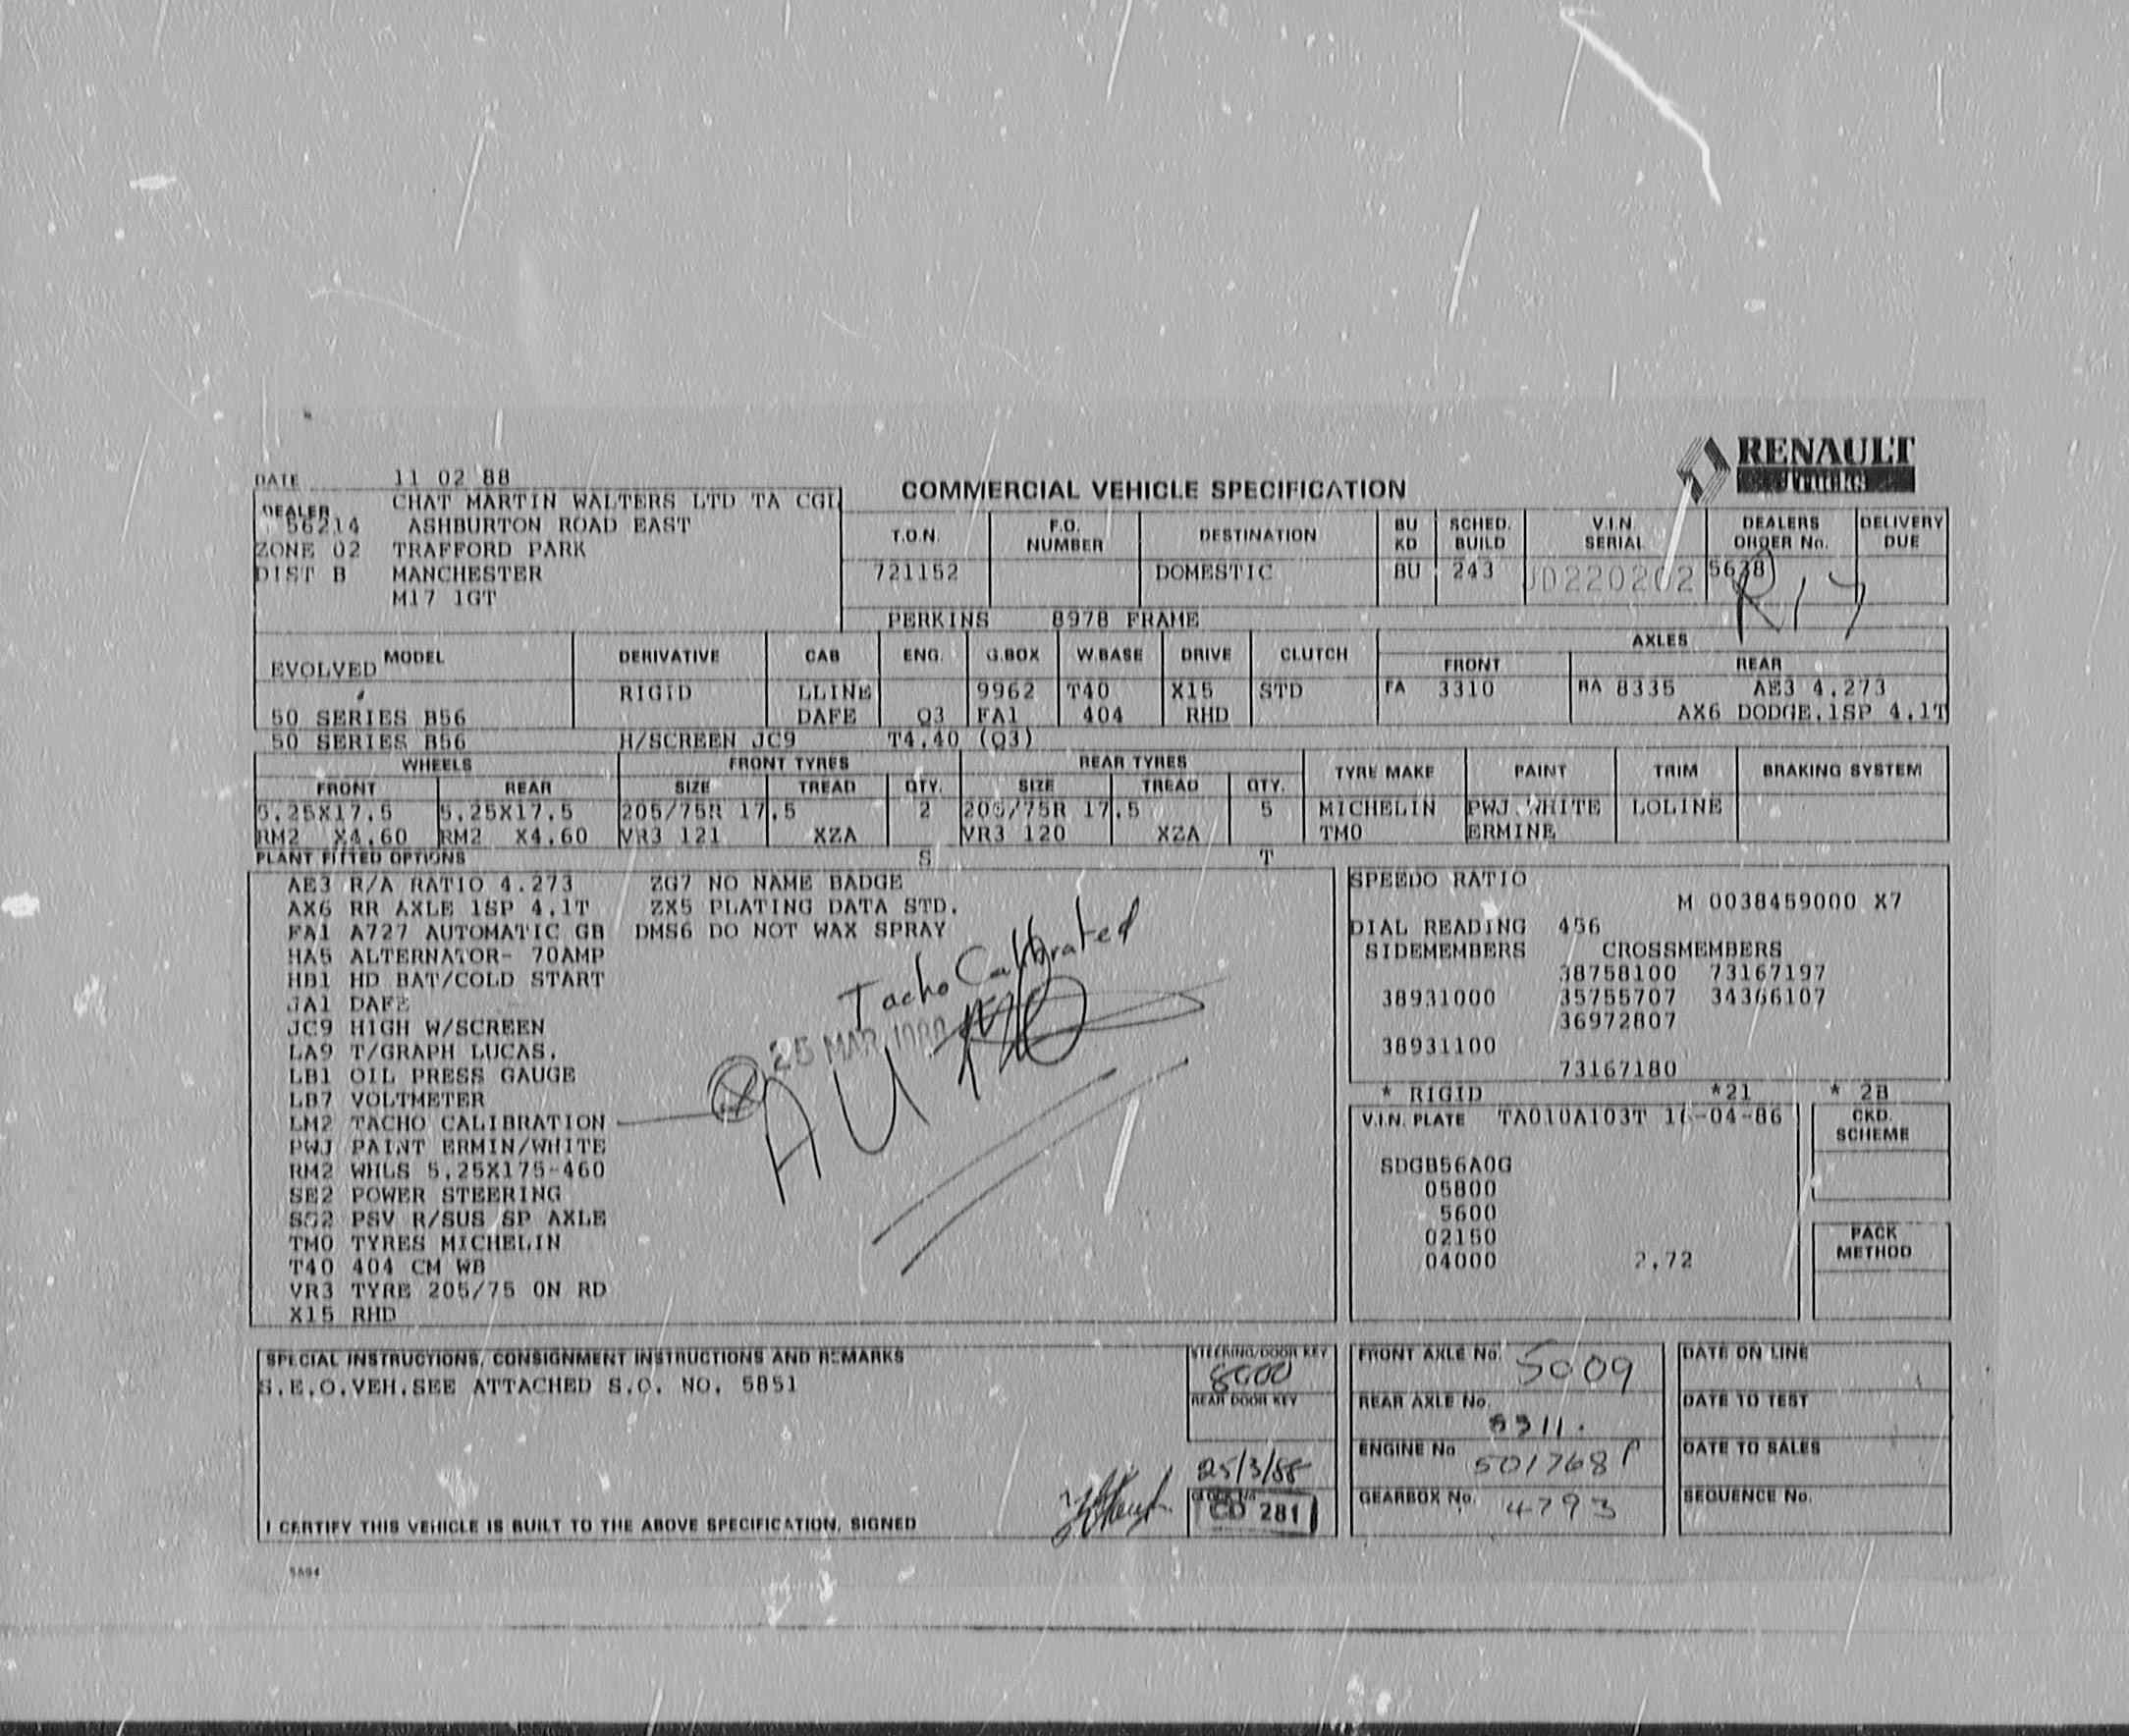 RENAULT
Trucks
DATE 11 02 88
COMMERCIAL VEHICLE SPECIFICATION
DEALER CHAT MARTIN WALTERS LTD TA CGL
56214 ASHBURTON ROAD EAST
ZONE 02 TRAFFORD PARK
DIST B MANCHESTER
M17 1GT
T.O.N. F.O. NUMBER DESTINATION BU KD SCHED. BUILD V.I.N. SERIAL DEALERS ORDER No. DELIVERY DUE
721152 DOMESTIC BU 243 JD220202 5638
R17
PERKINS 8978 FRAME
MODEL DERIVATIVE CAB ENG. G.BOX W.BASE DRIVE CLUTCH AXLES
FRONT REAR
EVOLVED
RIGID LLINE 9962 T40 X15 STD FA 3310 RA 8335 AE3 4.273
50 SERIES B56 DAFE Q3 FA1 404 RHD AX6 DODGE.1SP 4.1T
50 SERIES B56 H/SCREEN JC9 T4.40 (Q3)
WHEELS FRONT TYRES REAR TYRES TYRE MAKE PAINT TRIM BRAKING SYSTEM
FRONT REAR SIZE TREAD QTY. SIZE TREAD QTY.
5.25X17.5 5.25X17.5 205/75R 17.5 2 205/75R 17.5 5 MICHELIN PWJ WHITE LOLINE
RM2 X4.60 RM2 X4.60 VR3 121 XZA VR3 120 XZA TM0 ERMINE
PLANT FITTED OPTIONS S T
AE3 R/A RATIO 4.273 ZG7 NO NAME BADGE
AX6 RR AXLE 1SP 4.1T ZX5 PLATING DATA STD.
FA1 A727 AUTOMATIC GB DMS6 DO NOT WAX SPRAY
HA5 ALTERNATOR- 70AMP
HB1 HD BAT/COLD START
JA1 DAFE
JC9 HIGH W/SCREEN
LA9 T/GRAPH LUCAS.
LB1 OIL PRESS GAUGE
LB7 VOLTMETER
LM2 TACHO CALIBRATION
PWJ PAINT ERMIN/WHITE
RM2 WHLS 5.25X175-460
SE2 POWER STEERING
SG2 PSV R/SUS SP AXLE
TM0 TYRES MICHELIN
T40 404 CM WB
VR3 TYRE 205/75 ON RD
X15 RHD
Tacho Calibrated
25 MAR 1988
SPEEDO RATIO
M 0038459000 X7
DIAL READING 456
SIDEMEMBERS CROSSMEMBERS
38758100 73167197
38931000 35755707 34366107
36972807
38931100
73167180
* RIGID *21 * 2B
V.I.N. PLATE TA010A103T 16-04-86
CKD. SCHEME
SDGB56A0G
05800
5600
02150
04000 2.72
PACK METHOD
SPECIAL INSTRUCTIONS, CONSIGNMENT INSTRUCTIONS AND REMARKS
S.E.O.VEH.SEE ATTACHED S.O. NO. 5851
STEERING/DOOR KEY
8000
REAR DOOR KEY
25/3/88
CLOCK No.
CD 281
I CERTIFY THIS VEHICLE IS BUILT TO THE ABOVE SPECIFICATION, SIGNED
FRONT AXLE No. 5009
REAR AXLE No. 8311.
ENGINE No 501768P
GEARBOX No. 4793
DATE ON LINE
DATE TO TEST
DATE TO SALES
SEQUENCE No.